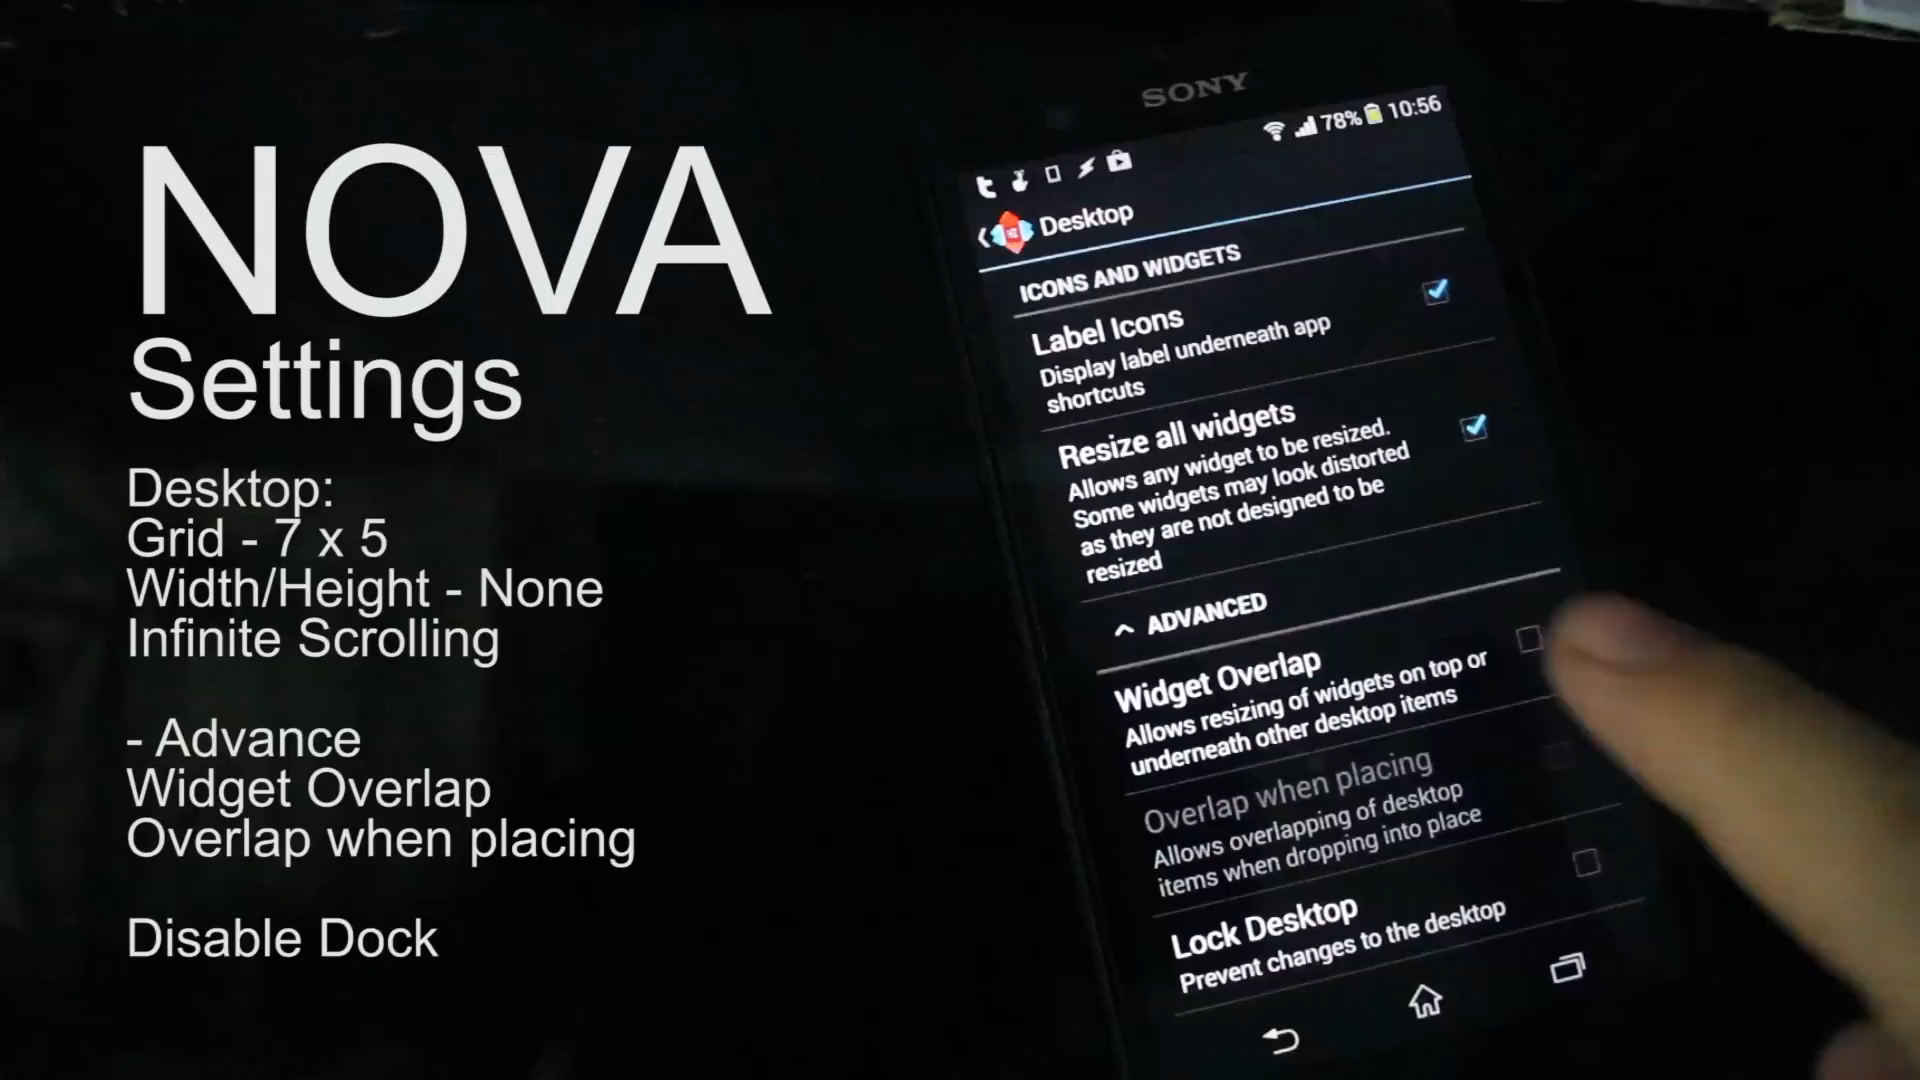 NOVA
Settings
Desktop:
Grid - 7 x 5
Width/Height - None
Infinite Scrolling
- Advance
Widget Overlap
Overlap when placing
Disable Dock
SONY
78% 10:56
Desktop
ICONS AND WIDGETS
Label Icons
Display label underneath app
shortcuts
Resize all widgets
Allows any widget to be resized.
Some widgets may look distorted
as they are not designed to be
resized
ADVANCED
Widget Overlap
Allows resizing of widgets on top or
underneath other desktop items
Overlap when placing
Allows overlapping of desktop
items when dropping into place
Lock Desktop
Prevent changes to the desktop